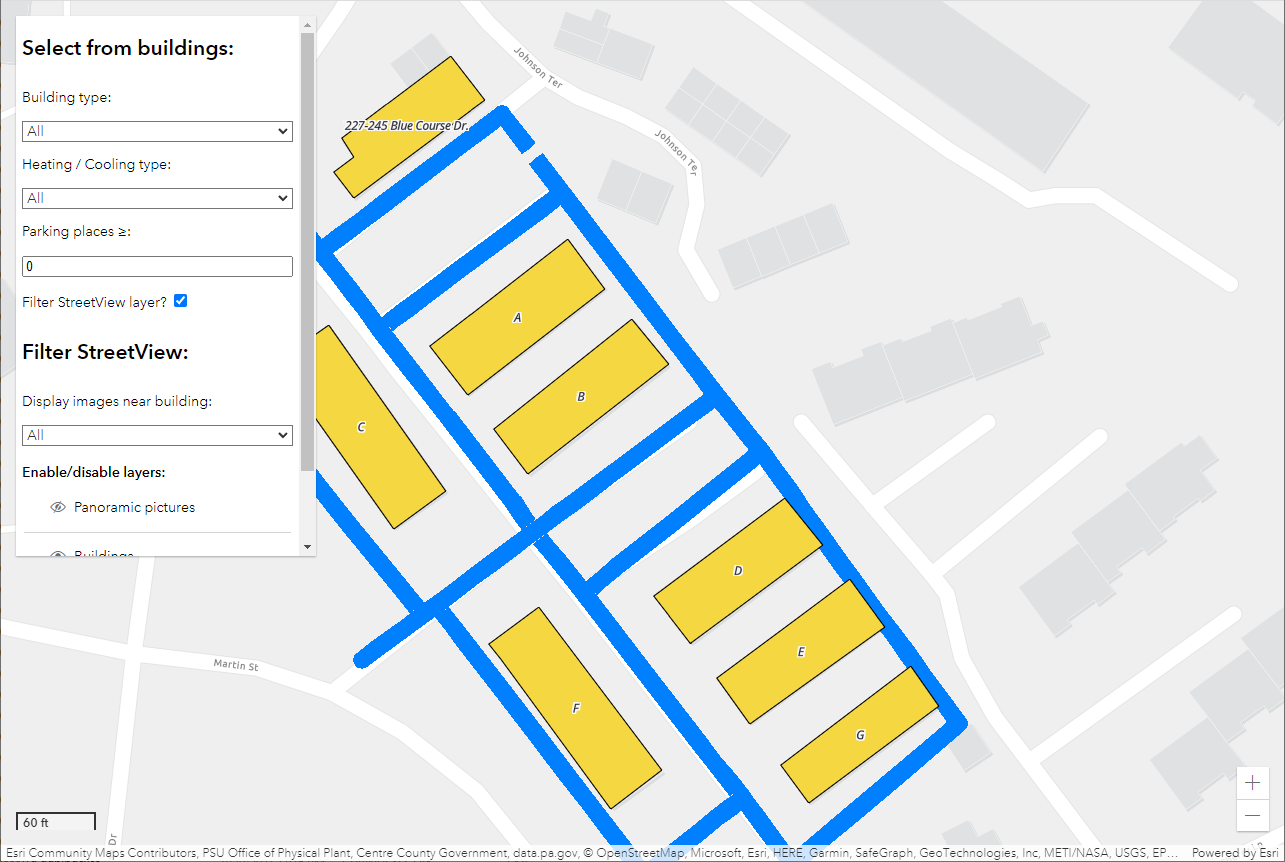 Select from buildings:
Building type:
All
Heating / Cooling type:
All
Parking places ≥:
0
Filter StreetView layer?
Filter StreetView:
Display images near building:
All
Enable/disable layers:
Panoramic pictures
Buildings
Johnson Ter
Johnson Ter
227-245 Blue Course Dr.
A
B
C
D
E
F
G
Martin St
Dr
60 ft
+
−
Esri Community Maps Contributors, PSU Office of Physical Plant, Centre County Government, data.pa.gov, © OpenStreetMap, Microsoft, Esri, HERE, Garmin, SafeGraph, GeoTechnologies, Inc, METI/NASA, USGS, EP... Powered by Esri